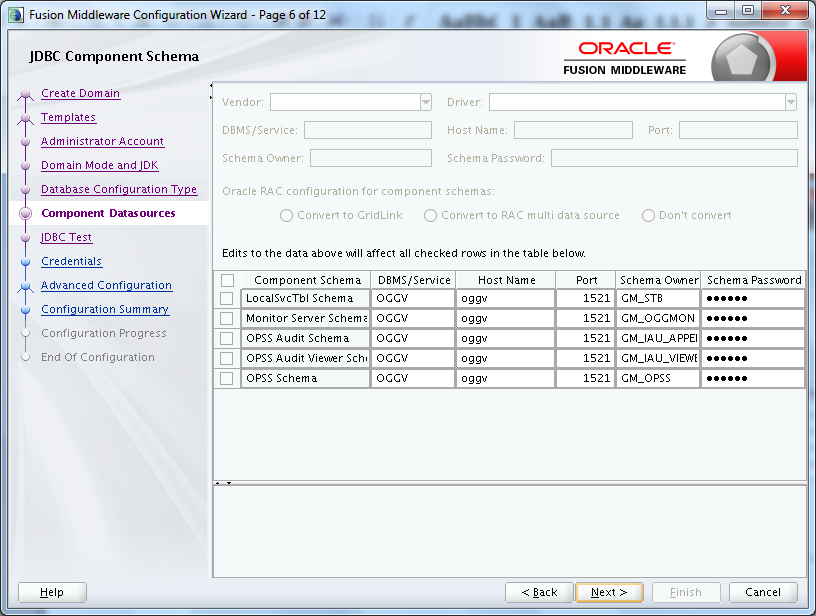 Fusion Middleware Configuration Wizard - Page 6 of 12
JDBC Component Schema
ORACLE
FUSION MIDDLEWARE
Create Domain
Templates
Administrator Account
Domain Mode and JDK
Database Configuration Type
Component Datasources
JDBC Test
Credentials
Advanced Configuration
Configuration Summary
Configuration Progress
End Of Configuration
Vendor: Driver:
DBMS/Service: Host Name: Port:
Schema Owner: Schema Password:
Oracle RAC configuration for component schemas:
Convert to GridLink Convert to RAC multi data source Don't convert
Edits to the data above will affect all checked rows in the table below.
Component Schema DBMS/Service Host Name Port Schema Owner Schema Password
LocalSvcTbl Schema OGGV oggv 1521 GM_STB ●●●●●●
Monitor Server Schema OGGV oggv 1521 GM_OGGMON ●●●●●●
OPSS Audit Schema OGGV oggv 1521 GM_IAU_APPE ●●●●●●
OPSS Audit Viewer Sch OGGV oggv 1521 GM_IAU_VIEWE ●●●●●●
OPSS Schema OGGV oggv 1521 GM_OPSS ●●●●●●
Help < Back Next > Finish Cancel